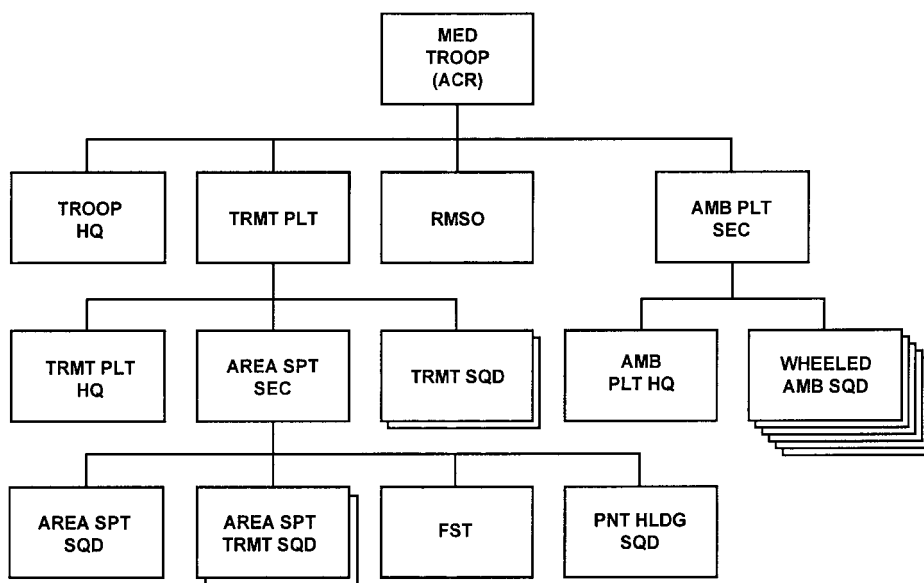 MED
TROOP
(ACR)
TROOP
HQ
TRMT PLT
RMSO
AMB PLT
SEC
TRMT PLT
HQ
AREA SPT
SEC
TRMT SQD
AMB
PLT HQ
WHEELED
AMB SQD
AREA SPT
SQD
AREA SPT
TRMT SQD
FST
PNT HLDG
SQD